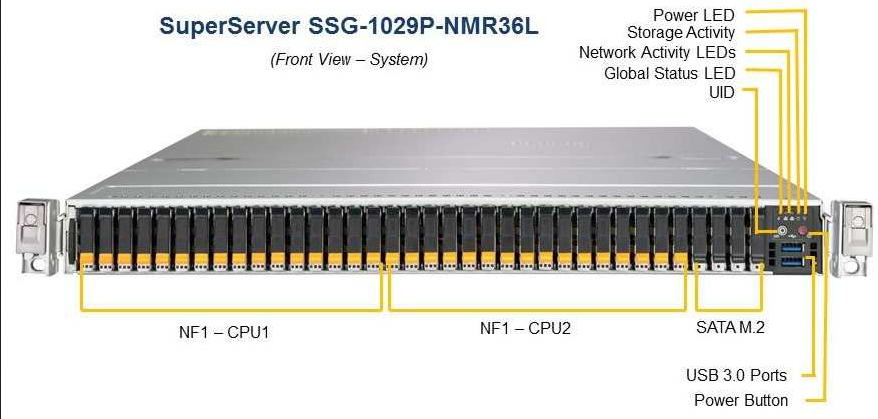 SuperServer SSG-1029P-NMR36L
(Front View – System)
Power LED
Storage Activity
Network Activity LEDs
Global Status LED
UID
NF1 – CPU1
NF1 – CPU2
SATA M.2
USB 3.0 Ports
Power Button